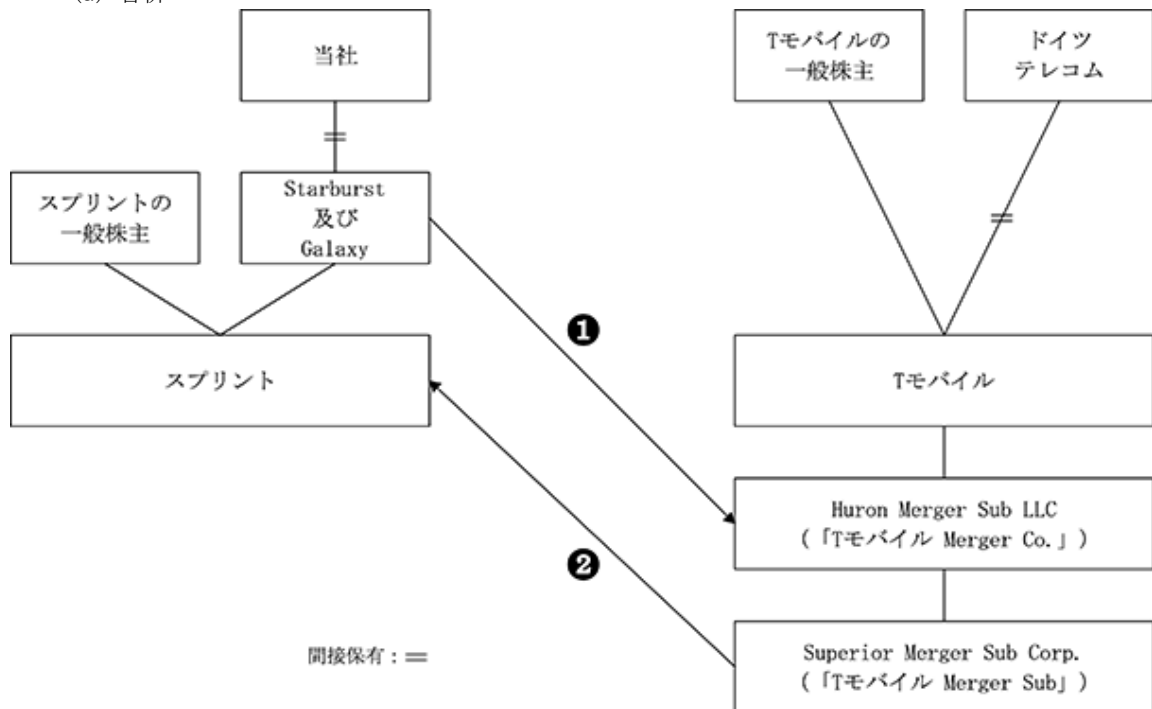 当社
Tモバイルの
一般株主
ドイツ
テレコム
スプリントの
一般株主
Starburst
及び
Galaxy
❶
スプリント
Tモバイル
❷
Huron Merger Sub LLC
(「Tモバイル Merger Co.」)
間接保有：＝
Superior Merger Sub Corp.
(「Tモバイル Merger Sub」)